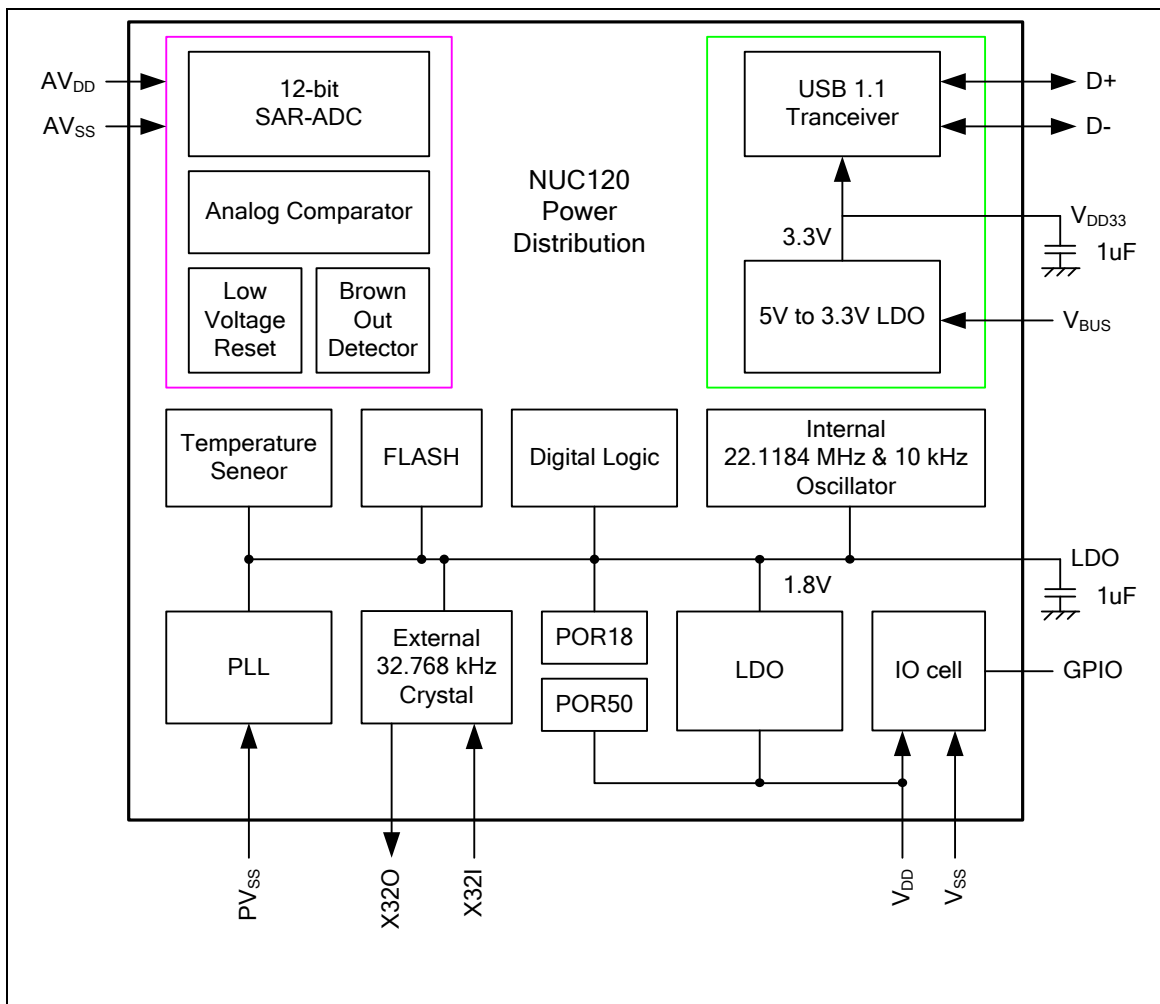 AVDD
AVSS
12-bit
SAR-ADC
Analog Comparator
Low
Voltage
Reset
Brown
Out
Detector
NUC120
Power
Distribution
USB 1.1
Tranceiver
D+
D-
3.3V
VDD33
1uF
5V to 3.3V LDO
VBUS
Temperature
Seneor
FLASH
Digital Logic
Internal
22.1184 MHz & 10 kHz
Oscillator
1.8V
LDO
1uF
PLL
External
32.768 kHz
Crystal
POR18
POR50
LDO
IO cell
GPIO
PVSS
X32O
X32I
VDD
VSS